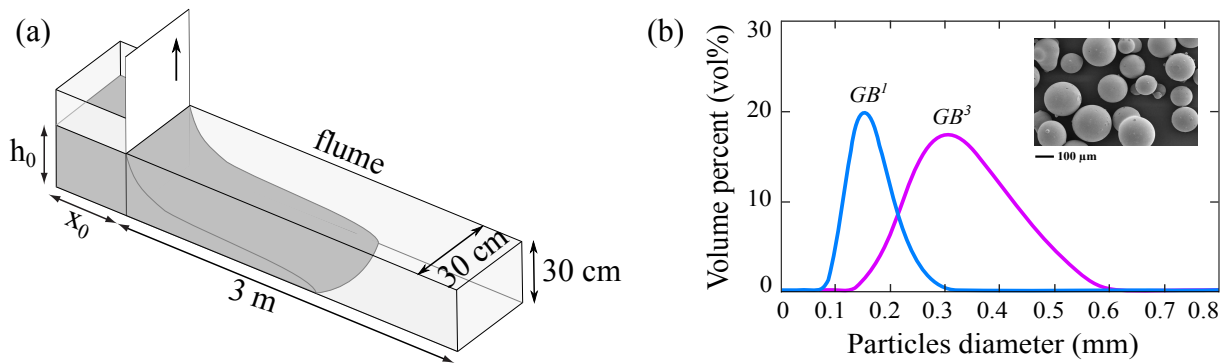 (a)
h0
x0
flume
3 m
30 cm
30 cm
(b)
Volume percent (vol%)
30
20
10
0
GB1
GB3
100 µm
0 0.1 0.2 0.3 0.4 0.5 0.6 0.7 0.8
Particles diameter (mm)